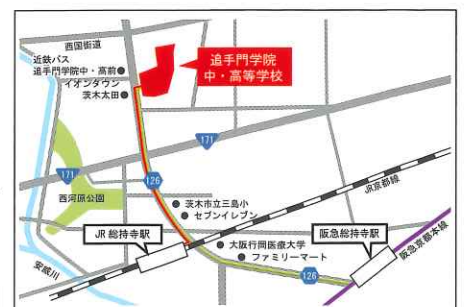 西国街道
近鉄バス
追手門学院中・高前
イオンタウン
茨木太田
追手門学院
中・高等学校
171
171
126
西河原公園
茨木市立三島小
セブンイレブン
JR京都線
JR総持寺駅
阪急総持寺駅
大阪行岡医療大学
ファミリーマート
阪急京都本線
安威川
126